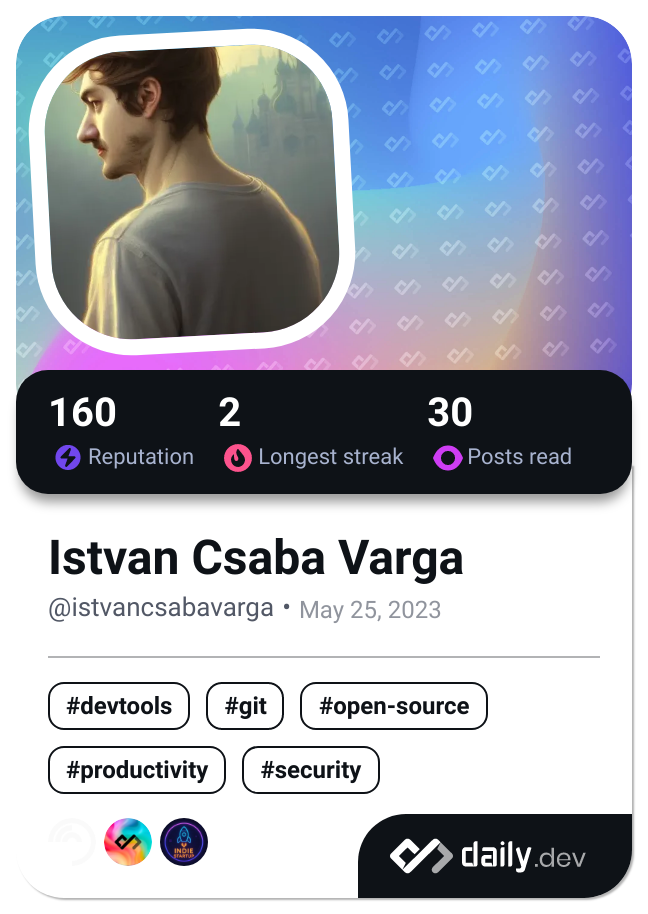 160 2 30
Reputation Longest streak Posts read
Istvan Csaba Varga
@istvancsabavarga • May 25, 2023
#devtools #git #open-source
#productivity #security
INDIE
STARTUP
daily.dev